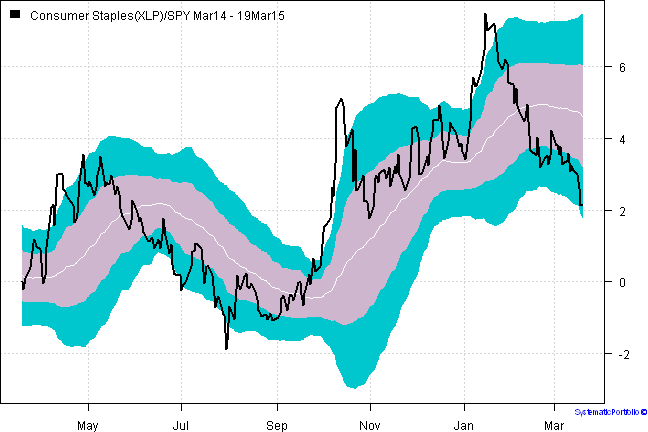 Consumer Staples(XLP)/SPY Mar14 - 19Mar15
6
4
2
0
-2
May Jul Sep Nov Jan Mar
SystematicPortfolio ©